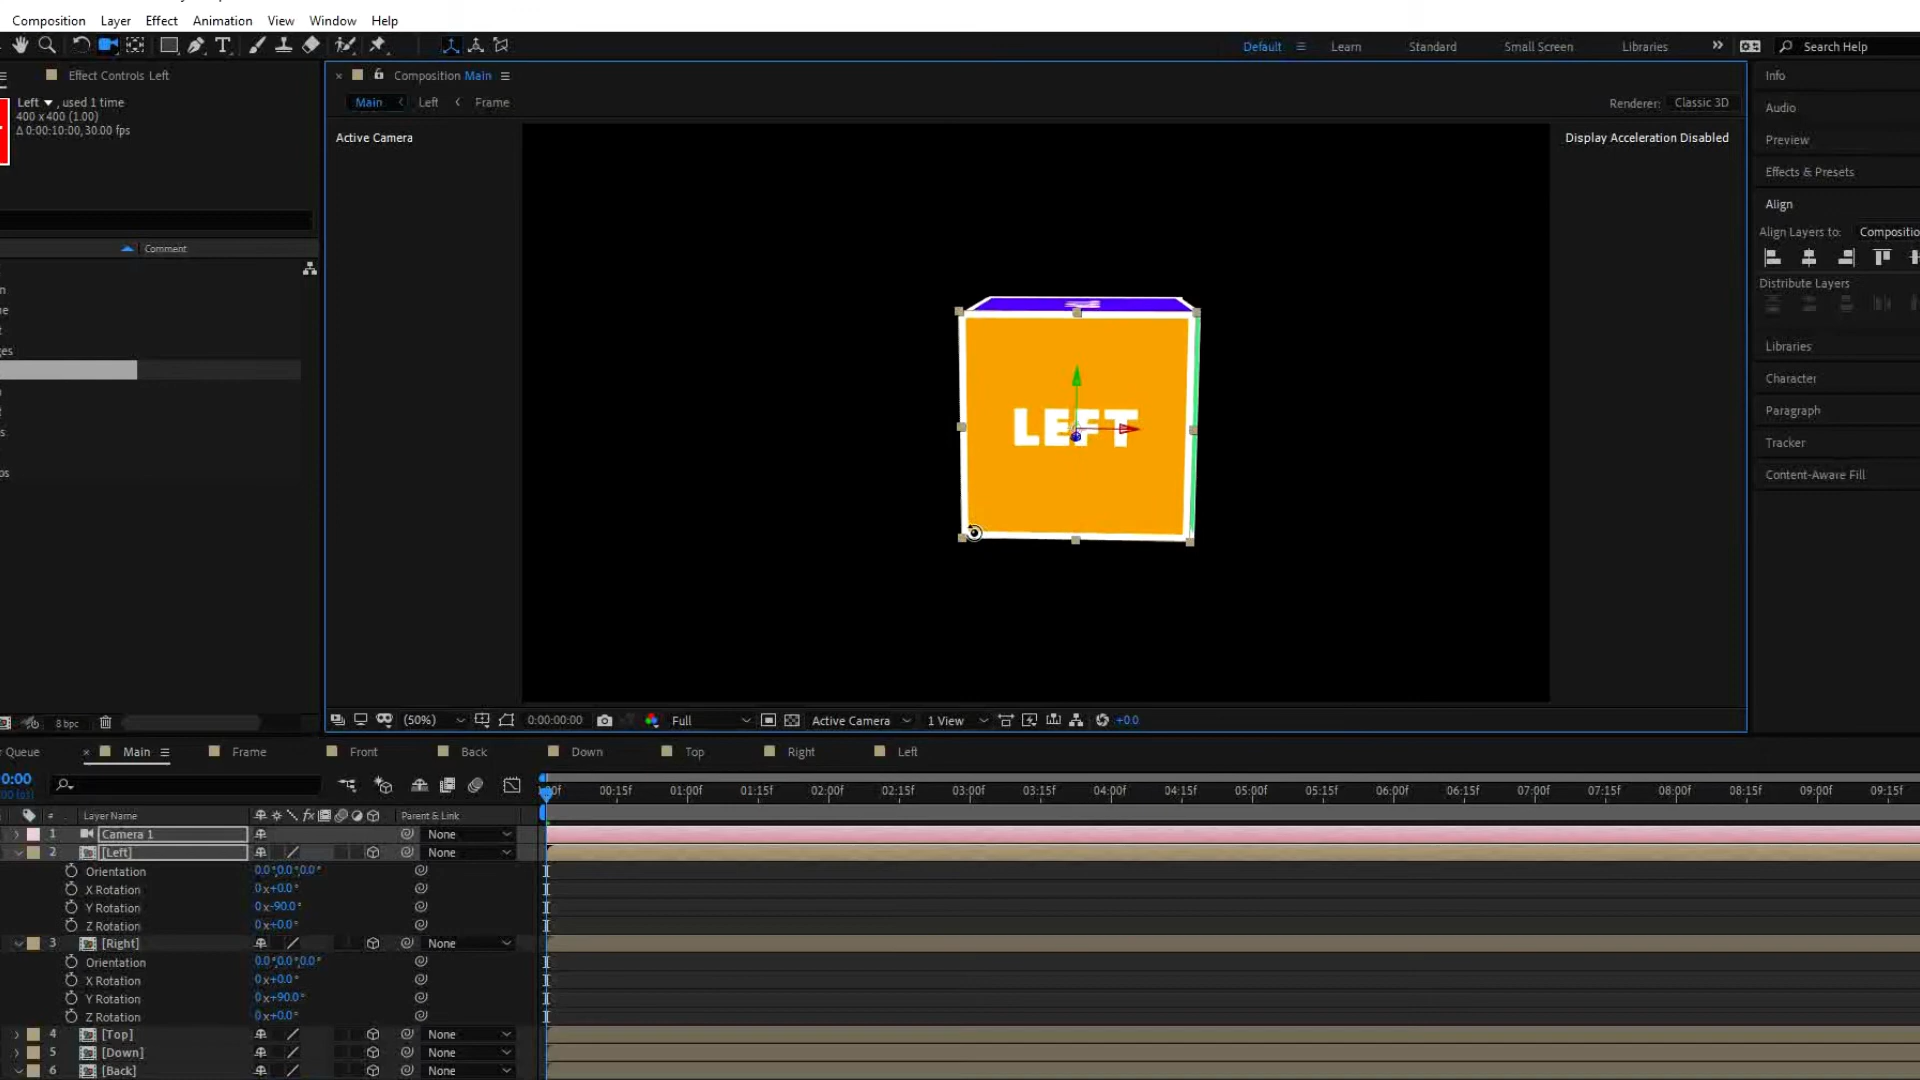 Composition Layer Effect Animation View Window Help
Default Learn Standard Small Screen Libraries Search Help
Effect Controls Left
Composition Main
Info
Left , used 1 time
400 x 400 (1.00)
Δ 0:00:10:00, 30.00 fps
Main Left Frame
Renderer: Classic 3D
Audio
Active Camera
Display Acceleration Disabled
Preview
Effects & Presets
Align
Align Layers to: Compositio
Comment
Distribute Layers
LEFT
Libraries
Character
Paragraph
Tracker
Content-Aware Fill
8 bpc
(50%) 0:00:00:00 Full Active Camera 1 View +0.0
Queue Main Frame Front Back Down Top Right Left
0:00
00:15f 01:00f 01:15f 02:00f 02:15f 03:00f 03:15f 04:00f 04:15f 05:00f 05:15f 06:00f 06:15f 07:00f 07:15f 08:00f 08:15f 09:00f 09:15f
# Layer Name Parent & Link
1 Camera 1 None
2 [Left] None
Orientation 0.0°,0.0°,0.0°
X Rotation 0x+0.0°
Y Rotation 0x-90.0°
Z Rotation 0x+0.0°
3 [Right] None
Orientation 0.0°,0.0°,0.0°
X Rotation 0x+0.0°
Y Rotation 0x+90.0°
Z Rotation 0x+0.0°
4 [Top] None
5 [Down] None
6 [Back] None